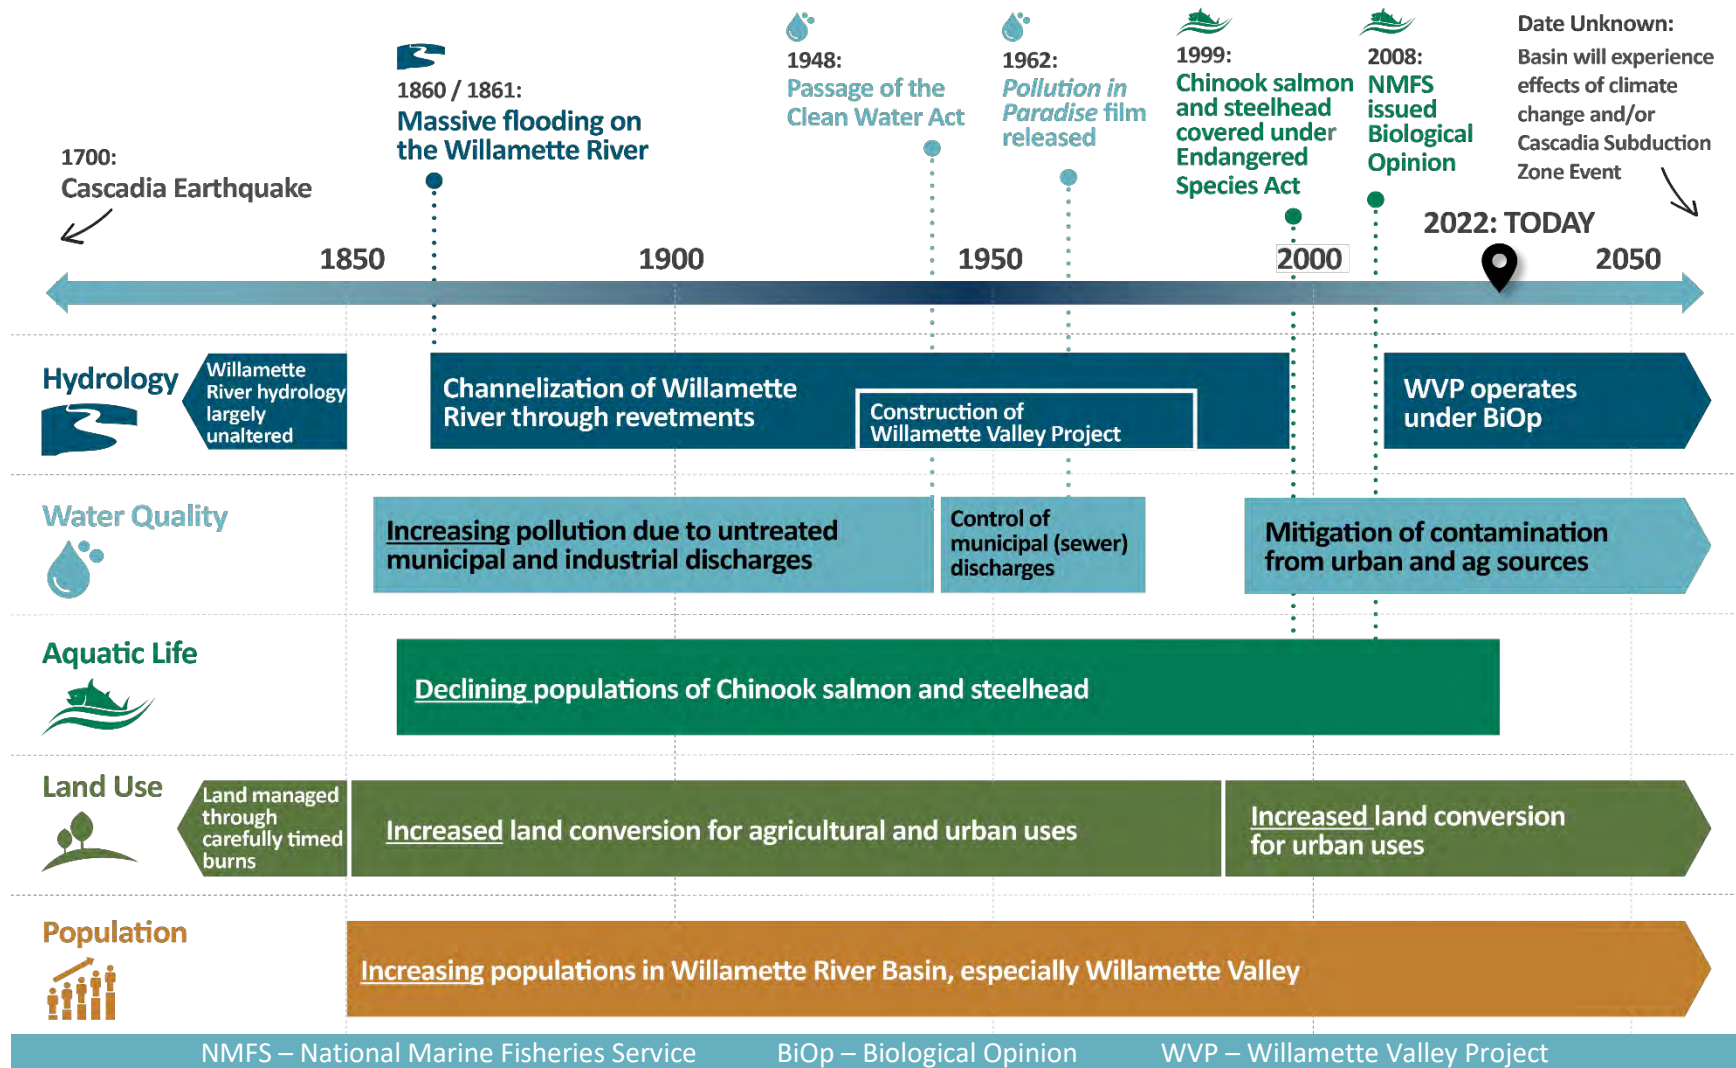 1700:
Cascadia Earthquake
1860 / 1861:
Massive flooding on
the Willamette River
1948:
Passage of the
Clean Water Act
1962:
Pollution in
Paradise film
released
1999:
Chinook salmon
and steelhead
covered under
Endangered
Species Act
2008:
NMFS
issued
Biological
Opinion
Date Unknown:
Basin will experience
effects of climate
change and/or
Cascadia Subduction
Zone Event
2022: TODAY
1850
1900
1950
2000
2050
Hydrology
Willamette
River hydrology
largely
unaltered
Channelization of Willamette
River through revetments
Construction of
Willamette Valley Project
WVP operates
under BiOp
Water Quality
Increasing pollution due to untreated
municipal and industrial discharges
Control of
municipal (sewer)
discharges
Mitigation of contamination
from urban and ag sources
Aquatic Life
Declining populations of Chinook salmon and steelhead
Land Use
Land managed
through
carefully timed
burns
Increased land conversion for agricultural and urban uses
Increased land conversion
for urban uses
Population
Increasing populations in Willamette River Basin, especially Willamette Valley
NMFS – National Marine Fisheries Service BiOp – Biological Opinion WVP – Willamette Valley Project